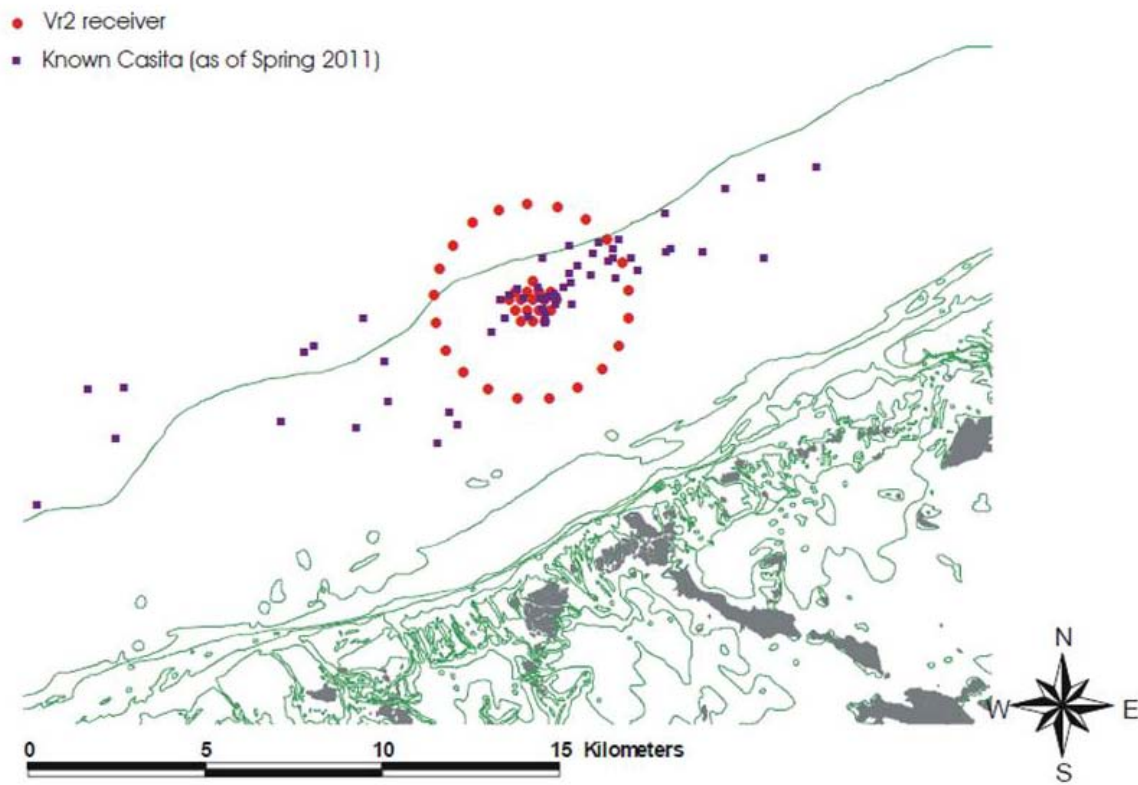 Vr2 receiver
Known Casita (as of Spring 2011)
N
W E
S
0 5 10 15 Kilometers